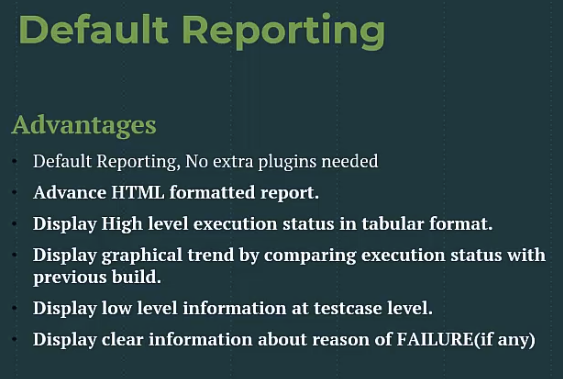 Default Reporting
Advantages
• Default Reporting, No extra plugins needed
• Advance HTML formatted report.
• Display High level execution status in tabular format.
• Display graphical trend by comparing execution status with
previous build.
• Display low level information at testcase level.
• Display clear information about reason of FAILURE(if any)